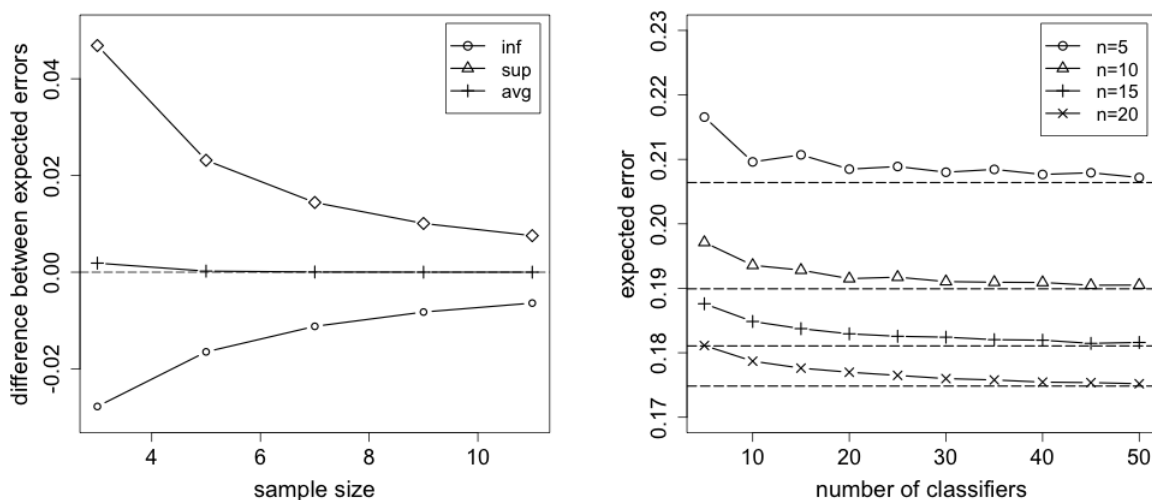 difference between expected errors
0.04
0.02
0.00
-0.02
4
6
8
10
sample size
inf
sup
avg
expected error
0.23
0.22
0.21
0.20
0.19
0.18
0.17
10
20
30
40
50
number of classifiers
n=5
n=10
n=15
n=20